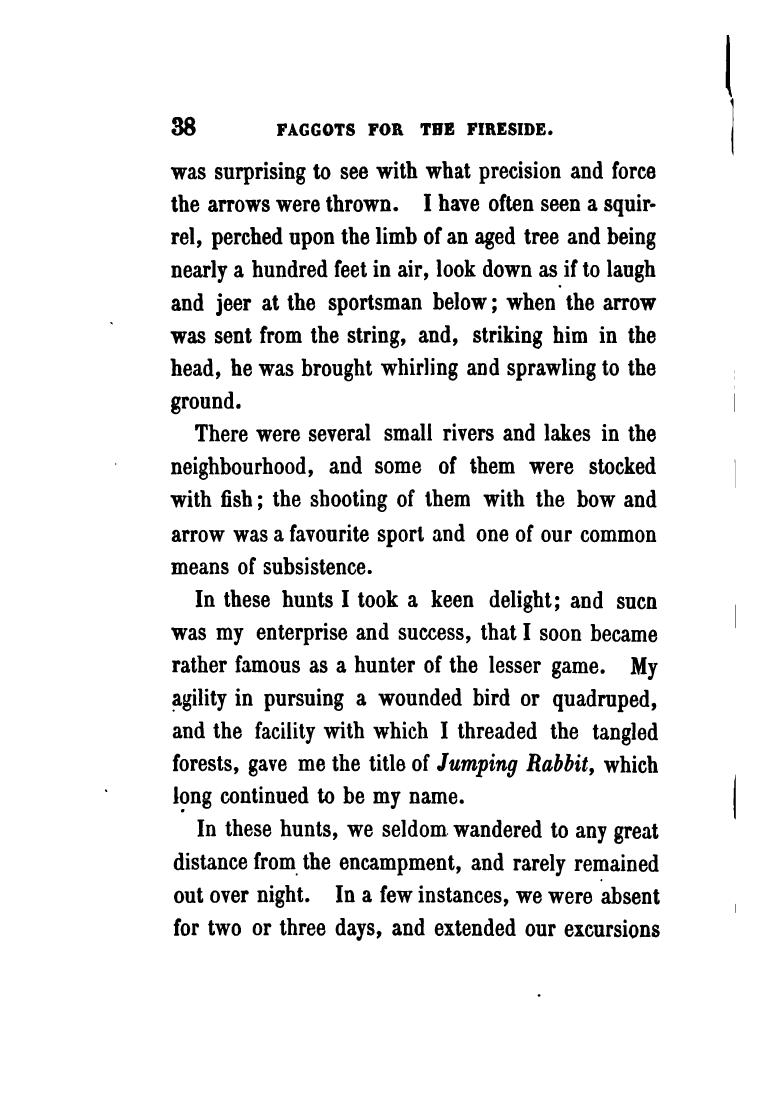 38 FAGGOTS FOR THE FIRESIDE.
was surprising to see with what precision and force
the arrows were thrown. I have often seen a squir-
rel, perched upon the limb of an aged tree and being
nearly a hundred feet in air, look down as if to laugh
and jeer at the sportsman below; when the arrow
was sent from the string, and, striking him in the
head, he was brought whirling and sprawling to the
ground.
There were several small rivers and lakes in the
neighbourhood, and some of them were stocked
with fish; the shooting of them with the bow and
arrow was a favourite sport and one of our common
means of subsistence.
In these hunts I took a keen delight; and such
was my enterprise and success, that I soon became
rather famous as a hunter of the lesser game. My
agility in pursuing a wounded bird or quadruped,
and the facility with which I threaded the tangled
forests, gave me the title of Jumping Rabbit, which
long continued to be my name.
In these hunts, we seldom wandered to any great
distance from the encampment, and rarely remained
out over night. In a few instances, we were absent
for two or three days, and extended our excursions